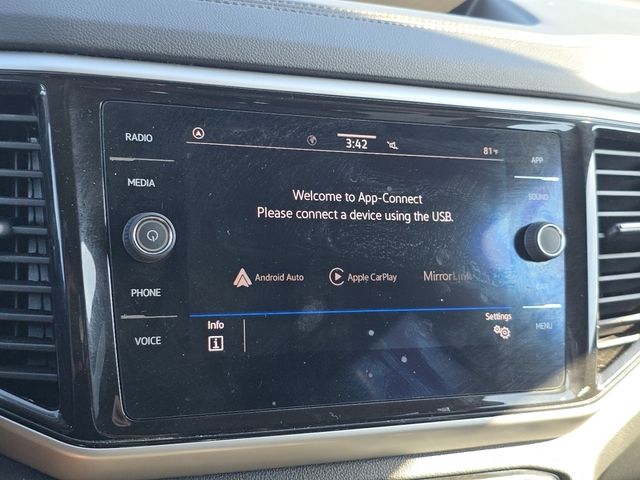 RADIO
MEDIA
PHONE
VOICE
3:42
81°F
Welcome to App-Connect
Please connect a device using the USB.
Android Auto
Apple CarPlay
MirrorLink
Info
Settings
APP
SOUND
CAR
MENU